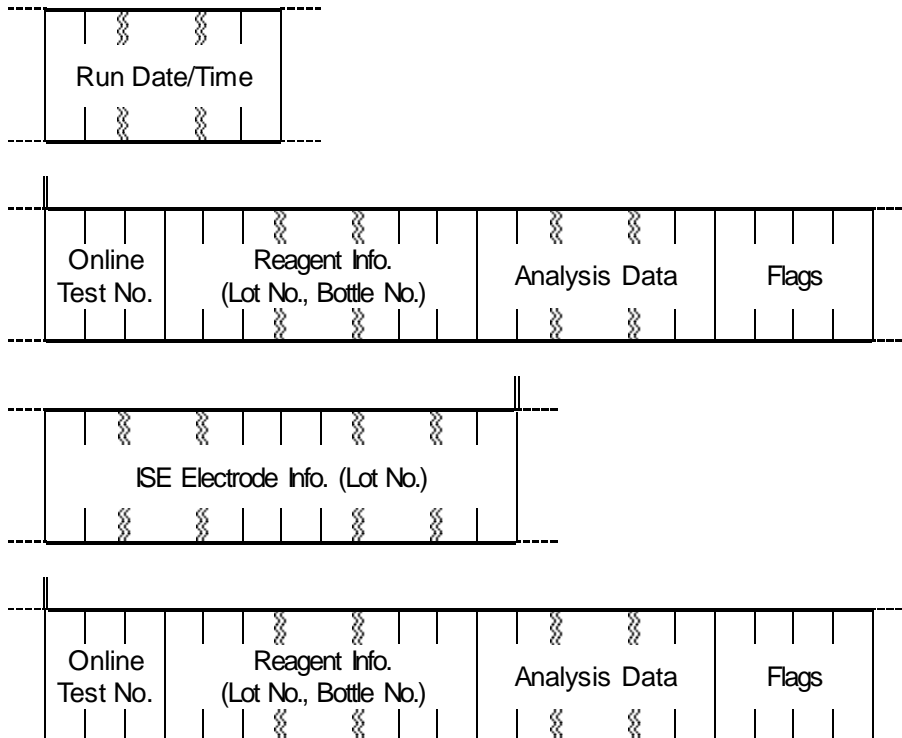 Run Date/Time
Online
Test No.
Reagent Info.
(Lot No., Bottle No.)
Analysis Data
Flags
ISE Electrode Info. (Lot No.)
Online
Test No.
Reagent Info.
(Lot No., Bottle No.)
Analysis Data
Flags